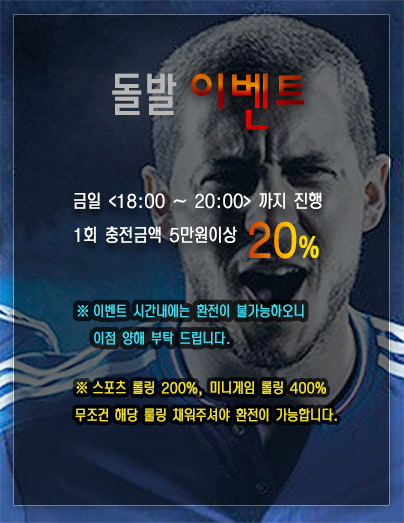 돌발 이벤트
금일 <18:00 ~ 20:00> 까지 진행
1회 충전금액 5만원이상 20%
※ 이벤트 시간내에는 환전이 불가능하오니
이점 양해 부탁 드립니다.
※ 스포츠 롤링 200%, 미니게임 롤링 400%
무조건 해당 롤링 채워주셔야 환전이 가능합니다.